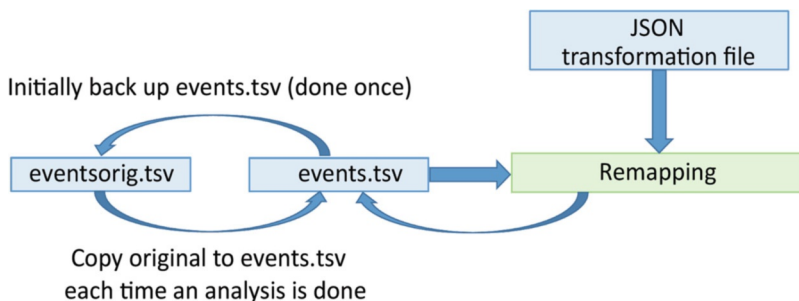 JSON
transformation file
Initially back up events.tsv (done once)
eventsorig.tsv
events.tsv
Remapping
Copy original to events.tsv
each time an analysis is done